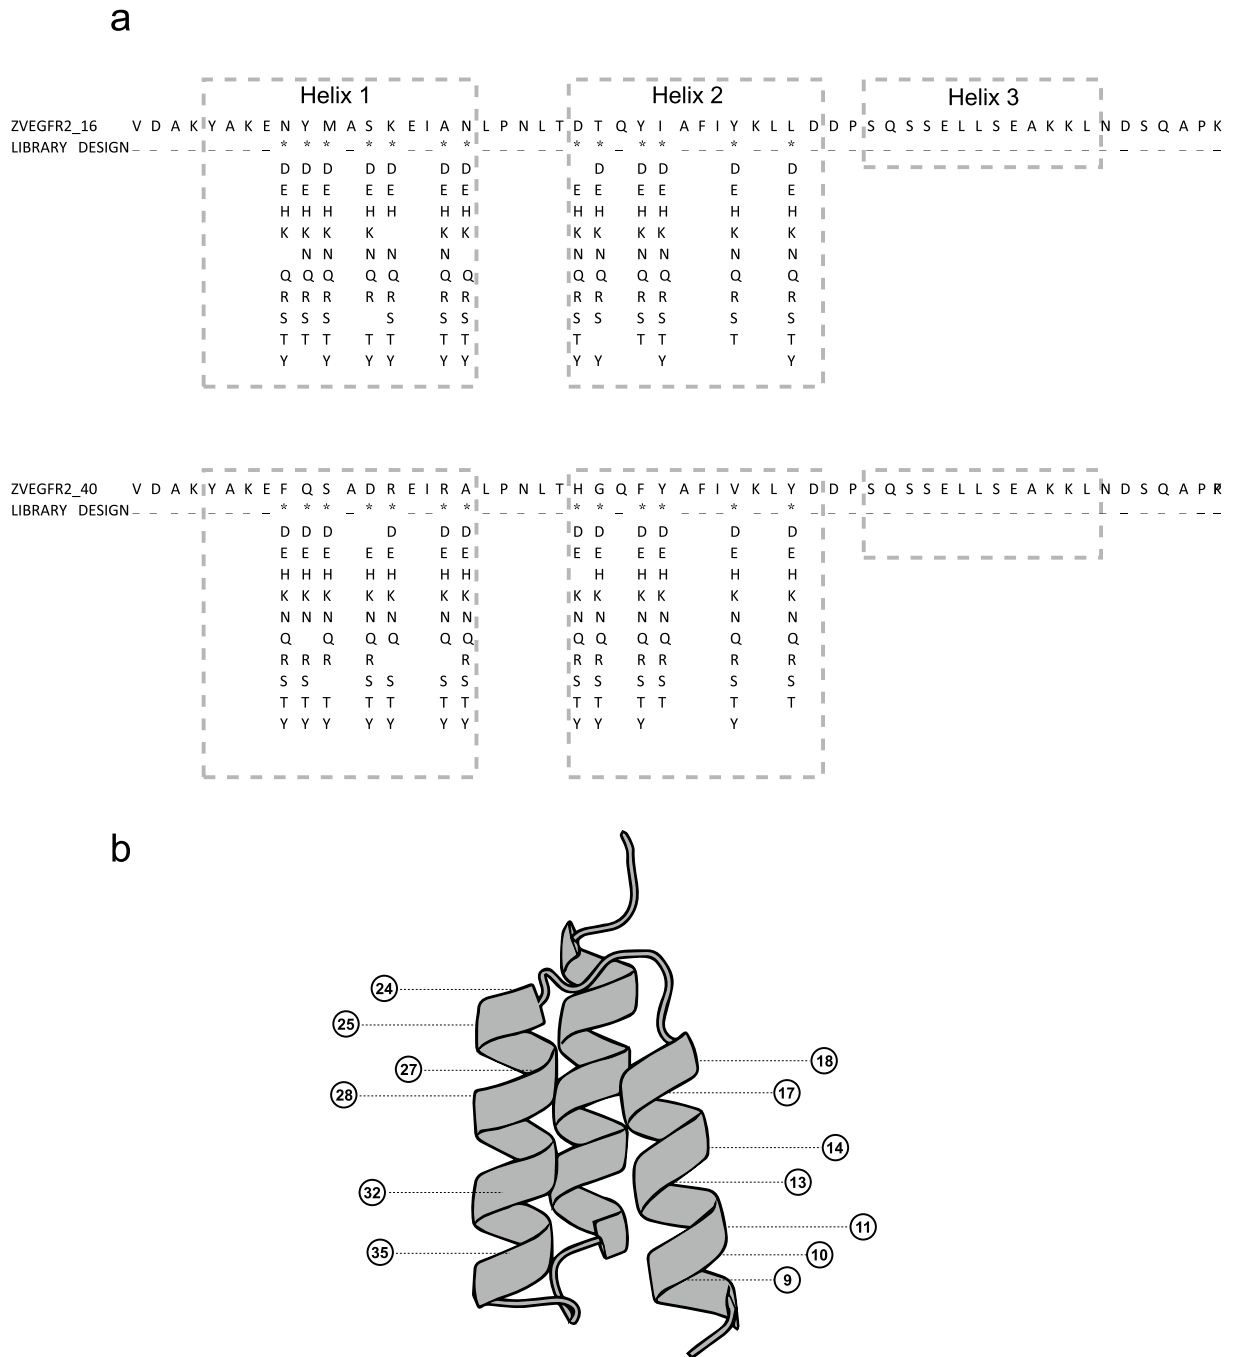 a
Helix 1 Helix 2 Helix 3
ZVEGFR2_16 V D A K Y A K E N Y M A S K E I A N L P N L T D T Q Y I A F I Y K L L D D P S Q S S E L L S E A K K L N D S Q A P K
LIBRARY DESIGN _ _ _ _ _ _ _ _ * * * _ * * _ _ * * _ _ _ _ _ * * _ * * _ _ _ * _ _ * _ _ _ _ _ _ _ _ _ _ _ _ _ _ _ _ _ _ _ _ _ _ _
D D D D D D D D D D D D
E E E E E E E E E E E E E
H H H H H H H H H H H H H
K K K K K K K K K K K K
N N N N N N N N N N N
Q Q Q Q Q Q Q Q Q Q Q Q Q
R R R R R R R R R R R R R
S S S S S S S S S S S S
T T T T T T T T T T T T
Y Y Y Y Y Y Y Y Y Y
ZVEGFR2_40 V D A K Y A K E F Q S A D R E I R A L P N L T H G Q F Y A F I V K L Y D D P S Q S S E L L S E A K K L N D S Q A P
LIBRARY DESIGN _ _ _ _ _ _ _ _ * * * _ * * _ _ * * _ _ _ _ _ * * _ * * _ _ _ * _ _ * _ _ _ _ _ _ _ _ _ _ _ _ _ _ _ _ _ _ _ _ _ _ _
D D D D D D D D D D D D
E E E E E E E E E E E E E
H H H H H H H H H H H H
K K K K K K K K K K K K K
N N N N N N N N N N N N N
Q Q Q Q Q Q Q Q Q Q Q Q
R R R R R R R R R R R
S S S S S S S S S S S S
T T T T T T T T T T T T T
Y Y Y Y Y Y Y Y Y Y Y
b
24
25
27
28
32
35
18
17
14
13
11
10
9